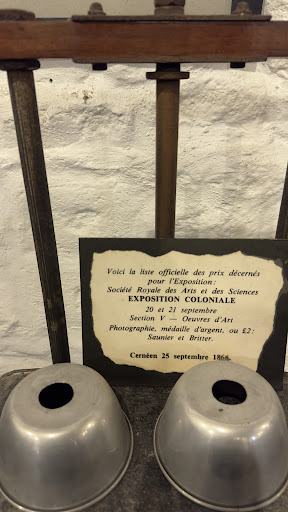 Voici la liste officielle des prix décernés
pour l'Exposition:
Société Royale des Arts et des Sciences
EXPOSITION COLONIALE
20 et 21 septembre
Section V — Oeuvres d'Art
Photographie, médaille d'argent, ou £2:
Saunier et Britter.
Cernéen 25 septembre 1868.